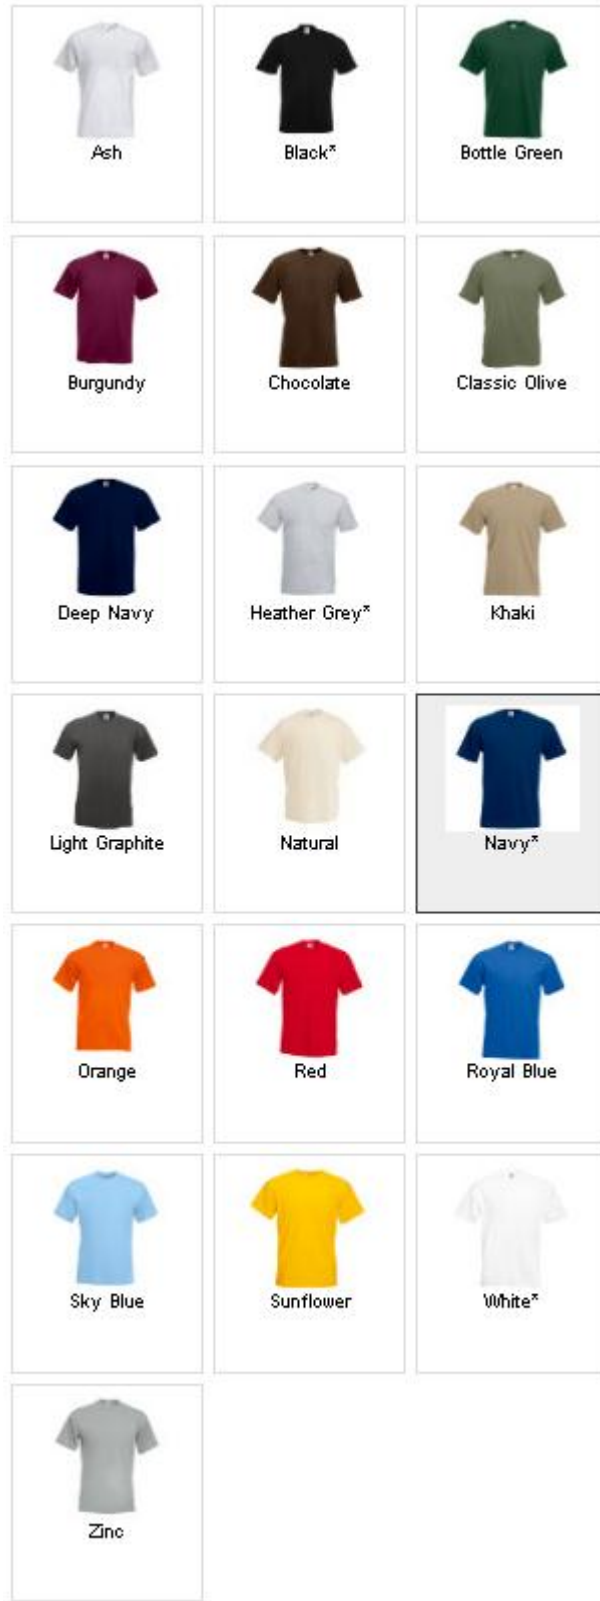 Ash
Black*
Bottle Green
Burgundy
Chocolate
Classic Olive
Deep Navy
Heather Grey*
Khaki
Light Graphite
Natural
Navy*
Orange
Red
Royal Blue
Sky Blue
Sunflower
White*
Zinc